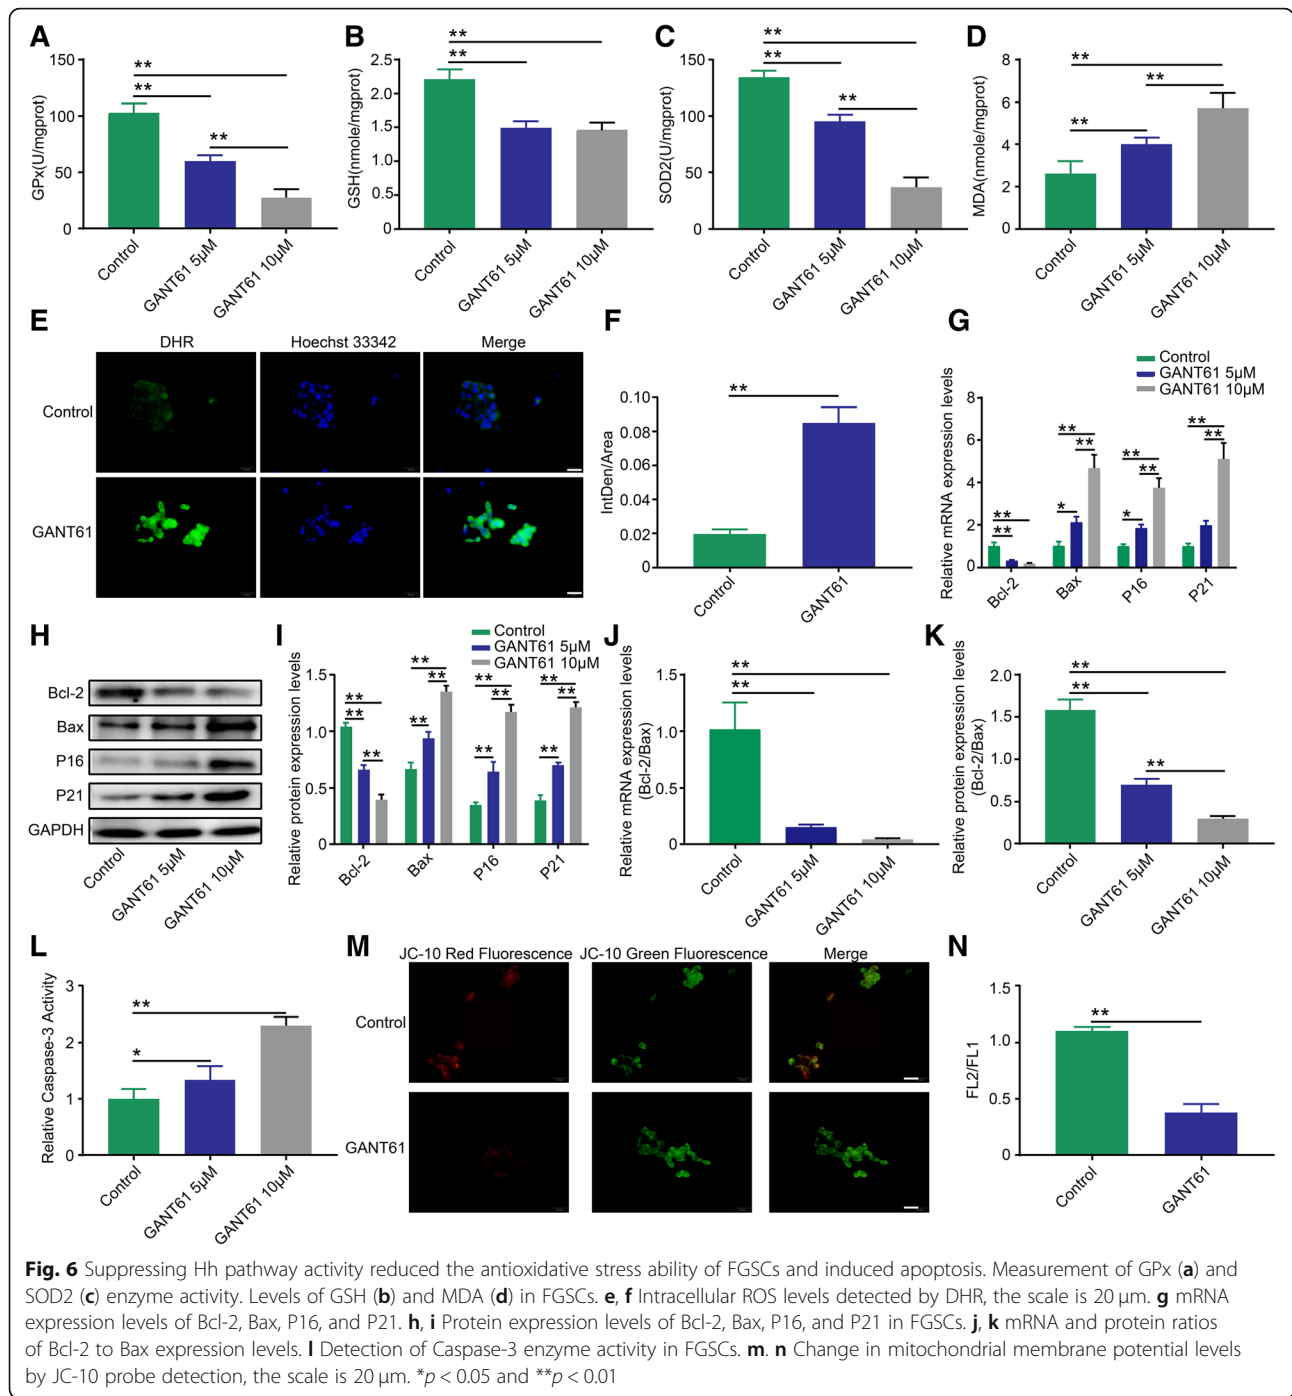 A
GPx(U/mgprot)
150
100
50
0
**
**
**
Control
GANT61 5μM
GANT61 10μM
B
GSH(nmole/mgprot)
2.5
2.0
1.5
1.0
0.5
0.0
**
**
Control
GANT61 5μM
GANT61 10μM
C
SOD2(U/mgprot)
150
100
50
0
**
**
**
Control
GANT61 5μM
GANT61 10μM
D
MDA(nmole/mgprot)
8
6
4
2
0
**
**
**
Control
GANT61 5μM
GANT61 10μM
E
DHR Hoechst 33342 Merge
Control
GANT61
F
IntDen/Area
0.10
0.08
0.06
0.04
0.02
0
**
Control
GANT61
G
Control
GANT61 5μM
GANT61 10μM
Relative mRNA expression levels
8
6
4
2
0
**
**
**
**
*
**
**
*
**
**
Bcl-2
Bax
P16
P21
H
Bcl-2
Bax
P16
P21
GAPDH
Control
GANT61 5μM
GANT61 10μM
I
Control
GANT61 5μM
GANT61 10μM
Relative protein expression levels
1.5
1.0
0.5
0
**
**
**
**
**
**
**
**
**
**
**
**
Bcl-2
Bax
P16
P21
J
Relative mRNA expression levels
(Bcl-2/Bax)
1.5
1.0
0.5
0
**
**
Control
GANT61 5μM
GANT61 10μM
K
Relative protein expression levels
(Bcl-2/Bax)
2.0
1.5
1.0
0.5
0
**
**
**
Control
GANT61 5μM
GANT61 10μM
L
Relative Caspase-3 Activity
3
2
1
0
**
*
Control
GANT61 5μM
GANT61 10μM
M
JC-10 Red Fluorescence JC-10 Green Fluorescence Merge
Control
GANT61
N
FL2/FL1
1.5
1.0
0.5
0
**
Control
GANT61
Fig. 6 Suppressing Hh pathway activity reduced the antioxidative stress ability of FGSCs and induced apoptosis. Measurement of GPx (a) and
SOD2 (c) enzyme activity. Levels of GSH (b) and MDA (d) in FGSCs. e, f Intracellular ROS levels detected by DHR, the scale is 20 μm. g mRNA
expression levels of Bcl-2, Bax, P16, and P21. h, i Protein expression levels of Bcl-2, Bax, P16, and P21 in FGSCs. j, k mRNA and protein ratios
of Bcl-2 to Bax expression levels. l Detection of Caspase-3 enzyme activity in FGSCs. m. n Change in mitochondrial membrane potential levels
by JC-10 probe detection, the scale is 20 μm. *p < 0.05 and **p < 0.01